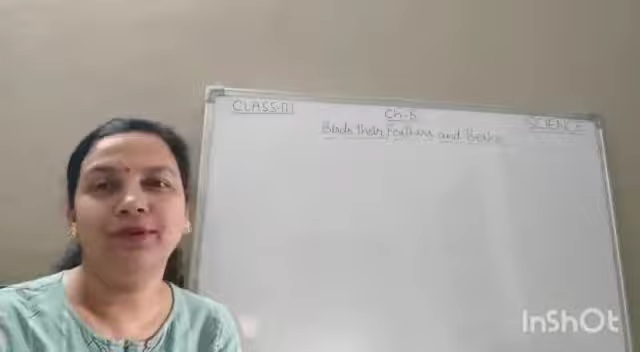 CLASS-III
Ch-5
SCIENCE
Birds their Feathers and Beaks
InShOt